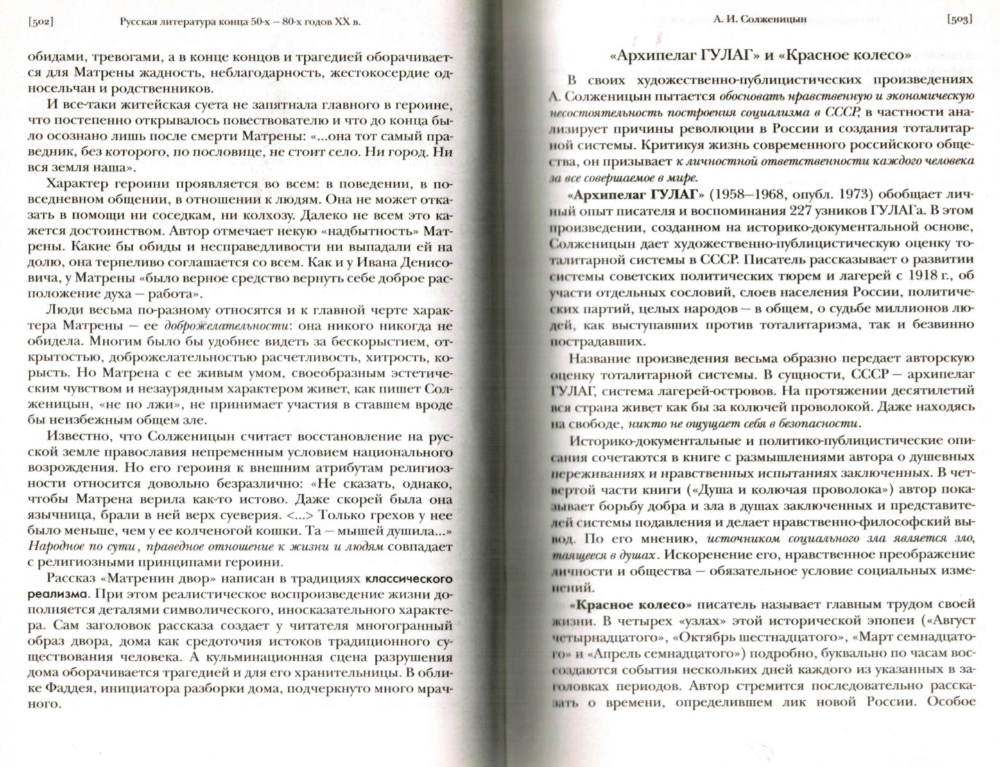 [502]
Русская литература конца 50-х — 80-х годов XX в.
обидами, тревогами, а в конце концов и трагедией оборачивает-
ся для Матрены жадность, неблагодарность, жестокосердие од-
носельчан и родственников.
И все-таки житейская суета не запятнала главного в героине,
что постепенно открывалось повествователю и что до конца бы-
ло осознано лишь после смерти Матрены: «...она тот самый пра-
ведник, без которого, по пословице, не стоит село. Ни город. Ни
вся земля наша».
Характер героини проявляется во всем: в поведении, в по-
вседневном общении, в отношении к людям. Она не может отка-
зать в помощи ни соседкам, ни колхозу. Далеко не всем это ка-
жется достоинством. Автор отмечает некую «надбытность» Мат-
рены. Какие бы обиды и несправедливости ни выпадали ей на
долю, она терпеливо соглашается со всем. Как и у Ивана Денисо-
вича, у Матрены «было верное средство вернуть себе доброе рас-
положение духа — работа».
Люди весьма по-разному относятся и к главной черте харак-
тера Матрены — ее доброжелательности: она никого никогда не
обидела. Многим было бы удобнее видеть за бескорыстием, от-
крытостью, доброжелательностью расчетливость, хитрость, ко-
рысть. Но Матрена с ее живым умом, своеобразным эстетиче-
ским чувством и незаурядным характером живет, как пишет Сол-
женицын, «не по лжи», не принимает участия в ставшем вроде
бы неизбежным общем зле.
Известно, что Солженицын считает восстановление на рус-
ской земле православия непременным условием национального
возрождения. Но его героиня к внешним атрибутам религиоз-
ности относится довольно безразлично: «Не сказать, однако,
чтобы Матрена верила как-то истово. Даже скорей была она
язычница, брали в ней верх суеверия. <...> Только грехов у нее
было меньше, чем у ее колченогой кошки. Та — мышей душила...»
Народное по сути, праведное отношение к жизни и людям совпадает
с религиозными принципами героини.
Рассказ «Матренин двор» написан в традициях классического
реализма. При этом реалистическое воспроизведение жизни до-
полняется деталями символического, иносказательного характе-
ра. Сам заголовок рассказа создает у читателя многогранный
образ двора, дома как средоточия истоков традиционного су-
ществования человека. А кульминационная сцена разрушения
дома оборачивается трагедией и для его хранительницы. В обли-
ке Фаддея, инициатора разборки дома, подчеркнуто много мрач-
ного.
А. И. Солженицын
[503]
«Архипелаг ГУЛАГ» и «Красное колесо»
В своих художественно-публицистических произведениях
А. Солженицын пытается обосновать нравственную и экономическую
несостоятельность построения социализма в СССР, в частности ана-
лизирует причины революции в России и создания тоталитар-
ной системы. Критикуя жизнь современного российского обще-
ства, он призывает к личностной ответственности каждого человека
за все совершаемое в мире.
«Архипелаг ГУЛАГ» (1958—1968, опубл. 1973) обобщает лич-
ный опыт писателя и воспоминания 227 узников ГУЛАГа. В этом
произведении, созданном на историко-документальной основе,
Солженицын дает художественно-публицистическую оценку то-
талитарной системы в СССР. Писатель рассказывает о развитии
системы советских политических тюрем и лагерей с 1918 г., об
участи отдельных сословий, слоев населения России, политиче-
ских партий, целых народов — в общем, о судьбе миллионов лю-
дей, как выступавших против тоталитаризма, так и безвинно
пострадавших.
Название произведения весьма образно передает авторскую
оценку тоталитарной системы. В сущности, СССР — архипелаг
ГУЛАГ, система лагерей-островов. На протяжении десятилетий
вся страна живет как бы за колючей проволокой. Даже находясь
на свободе, никто не ощущает себя в безопасности.
Историко-документальные и политико-публицистические опи-
сания сочетаются в книге с размышлениями автора о душевных
переживаниях и нравственных испытаниях заключенных. В чет-
вертой части книги («Душа и колючая проволока») автор пока-
зывает борьбу добра и зла в душах заключенных и представите-
лей системы подавления и делает нравственно-философский вы-
вод. По его мнению, источником социального зла является зло,
таящееся в душах. Искоренение его, нравственное преображение
личности и общества — обязательное условие социальных изме-
нений.
«Красное колесо» писатель называет главным трудом своей
жизни. В четырех «узлах» этой исторической эпопеи («Август
четырнадцатого», «Октябрь шестнадцатого», «Март семнадцато-
го» и «Апрель семнадцатого») подробно, буквально по часам вос-
создаются события нескольких дней каждого из указанных в за-
головках периодов. Автор стремится последовательно расска-
зать о времени, определившем лик новой России. Особое